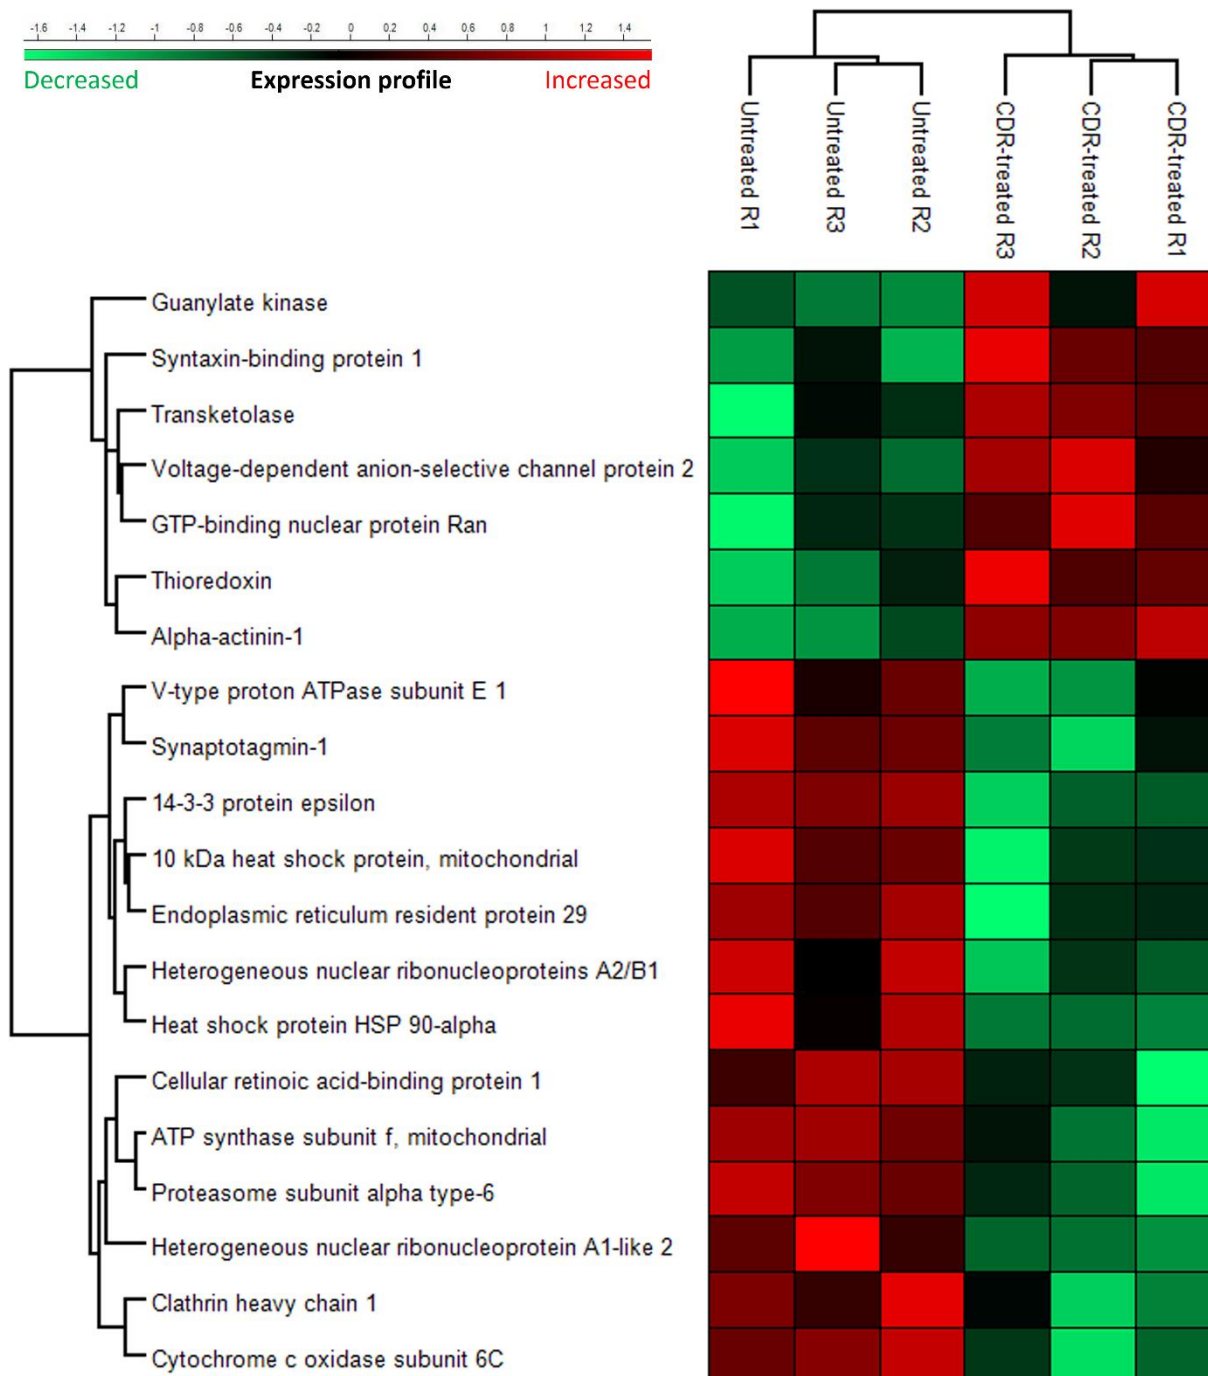 -1.6 -1.4 -1.2 -1 -0.8 -0.6 -0.4 -0.2 0 0.2 0.4 0.6 0.8 1 1.2 1.4
Decreased Expression profile Increased
Untreated R1
Untreated R3
Untreated R2
CDR-treated R3
CDR-treated R2
CDR-treated R1
Guanylate kinase
Syntaxin-binding protein 1
Transketolase
Voltage-dependent anion-selective channel protein 2
GTP-binding nuclear protein Ran
Thioredoxin
Alpha-actinin-1
V-type proton ATPase subunit E 1
Synaptotagmin-1
14-3-3 protein epsilon
10 kDa heat shock protein, mitochondrial
Endoplasmic reticulum resident protein 29
Heterogeneous nuclear ribonucleoproteins A2/B1
Heat shock protein HSP 90-alpha
Cellular retinoic acid-binding protein 1
ATP synthase subunit f, mitochondrial
Proteasome subunit alpha type-6
Heterogeneous nuclear ribonucleoprotein A1-like 2
Clathrin heavy chain 1
Cytochrome c oxidase subunit 6C